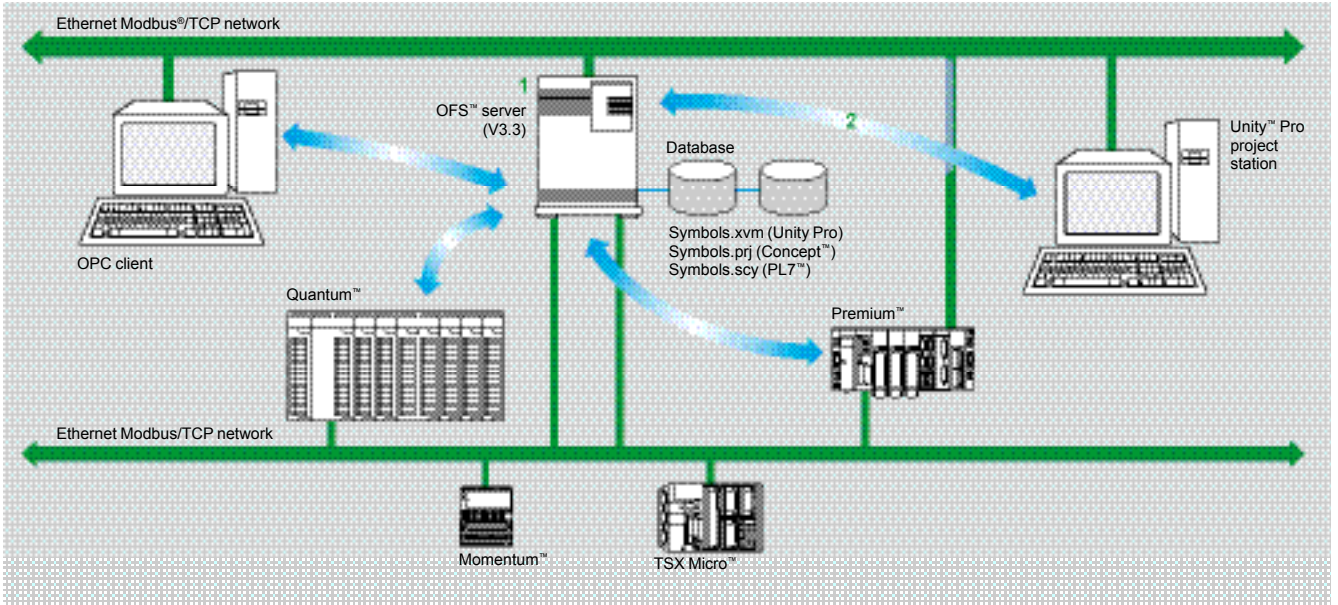 Ethernet Modbus®/TCP network
1
OFS™ server
(V3.3)
2
Database
Unity™ Pro
project
station
Symbols.xvm (Unity Pro)
Symbols.prj (Concept™)
Symbols.scy (PL7™)
OPC client
Quantum™
Premium™
Ethernet Modbus/TCP network
Momentum™
TSX Micro™